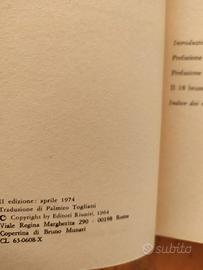 Introduzi
Prefazione
Prefazione
Il 18 bruma
Indice dei
II edizione: aprile 1974
Traduzione di Palmiro Togliatti
© Copyright by Editori Riuniti, 1964
Viale Regina Margherita 290 - 00198 Roma
Copertina di Bruno Munari
CL 63-0608-X
subito